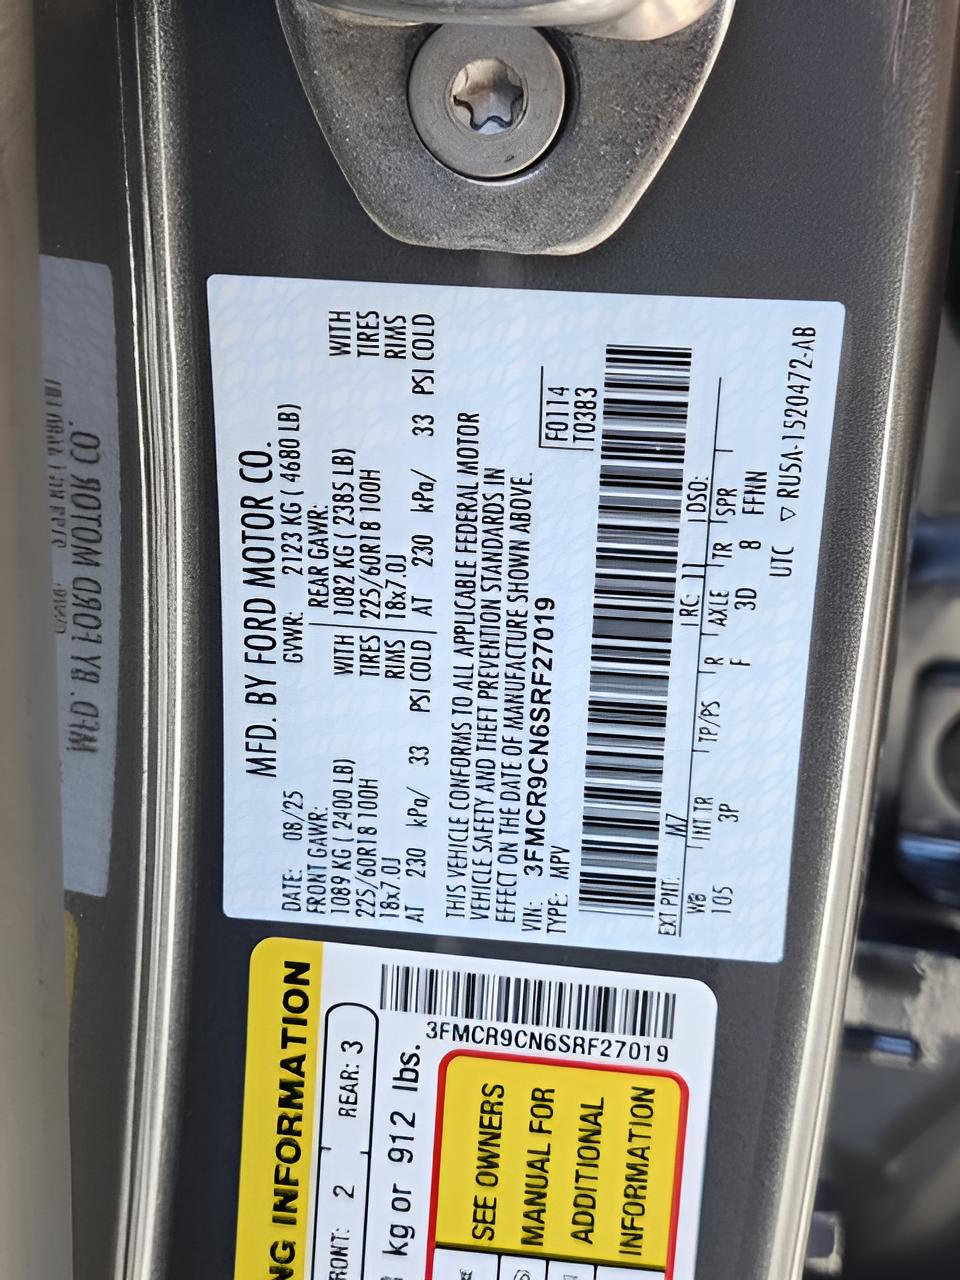 MFD. BY FORD MOTOR CO.
DATE: 08/25 GVWR: 2123 KG ( 4680 LB)
FRONT GAWR: REAR GAWR:
1089 KG ( 2400 LB) WITH 1082 KG ( 2385 LB) WITH
225/60R18 100H TIRES 225/60R18 100H TIRES
18x7.0J RIMS 18x7.0J RIMS
AT 230 kPa/ 33 PSI COLD AT 230 kPa/ 33 PSI COLD
THIS VEHICLE CONFORMS TO ALL APPLICABLE FEDERAL MOTOR
VEHICLE SAFETY AND THEFT PREVENTION STANDARDS IN
EFFECT ON THE DATE OF MANUFACTURE SHOWN ABOVE.
VIN: 3FMCR9CN6SRF27019 F0114
TYPE: MPV T0383
EXT PNT: M7 RC: 11 DSO:
WB INT TR TP/PS R AXLE TR SPR
105 3P F 3D 8 FFNN
UTC ▽ RU5A-1520472-AB
NG INFORMATION
RONT: 2 REAR: 3
kg or 912 lbs.
3FMCR9CN6SRF27019
SEE OWNERS
MANUAL FOR
ADDITIONAL
INFORMATION
MFD. BY FORD MOTOR CO.